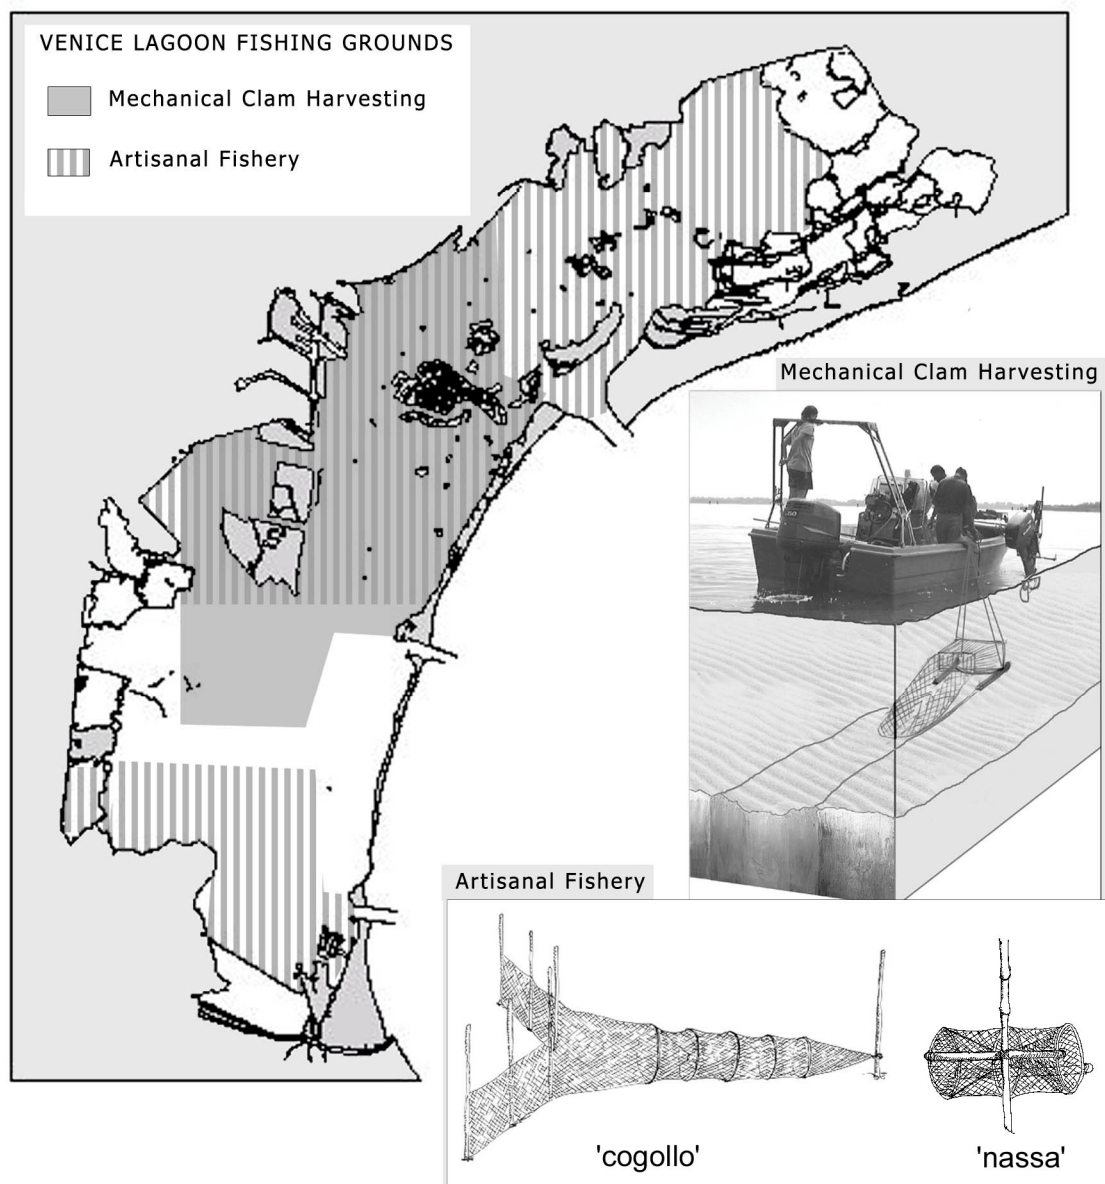 VENICE LAGOON FISHING GROUNDS
Mechanical Clam Harvesting
Artisanal Fishery
Mechanical Clam Harvesting
Artisanal Fishery
'cogollo'
'nassa'